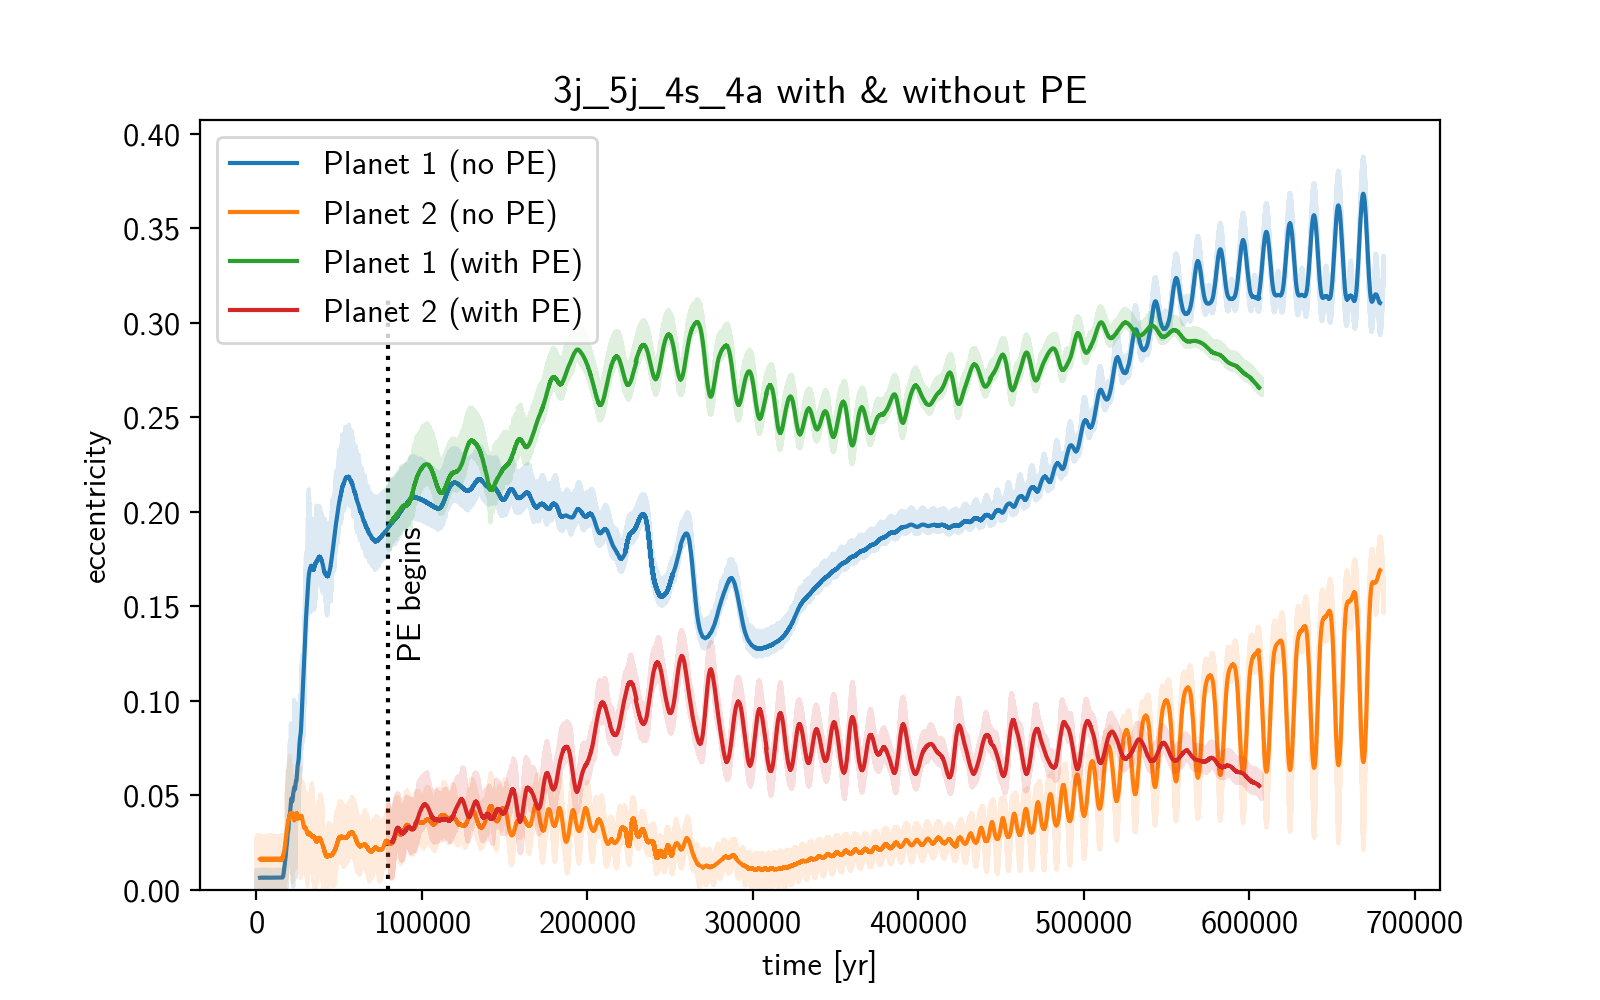 3j_5j_4s_4a with & without PE
0.40
0.35
0.30
0.25
0.20
0.15
0.10
0.05
0.00
eccentricity
Planet 1 (no PE)
Planet 2 (no PE)
Planet 1 (with PE)
Planet 2 (with PE)
PE begins
0 100000 200000 300000 400000 500000 600000 700000
time [yr]